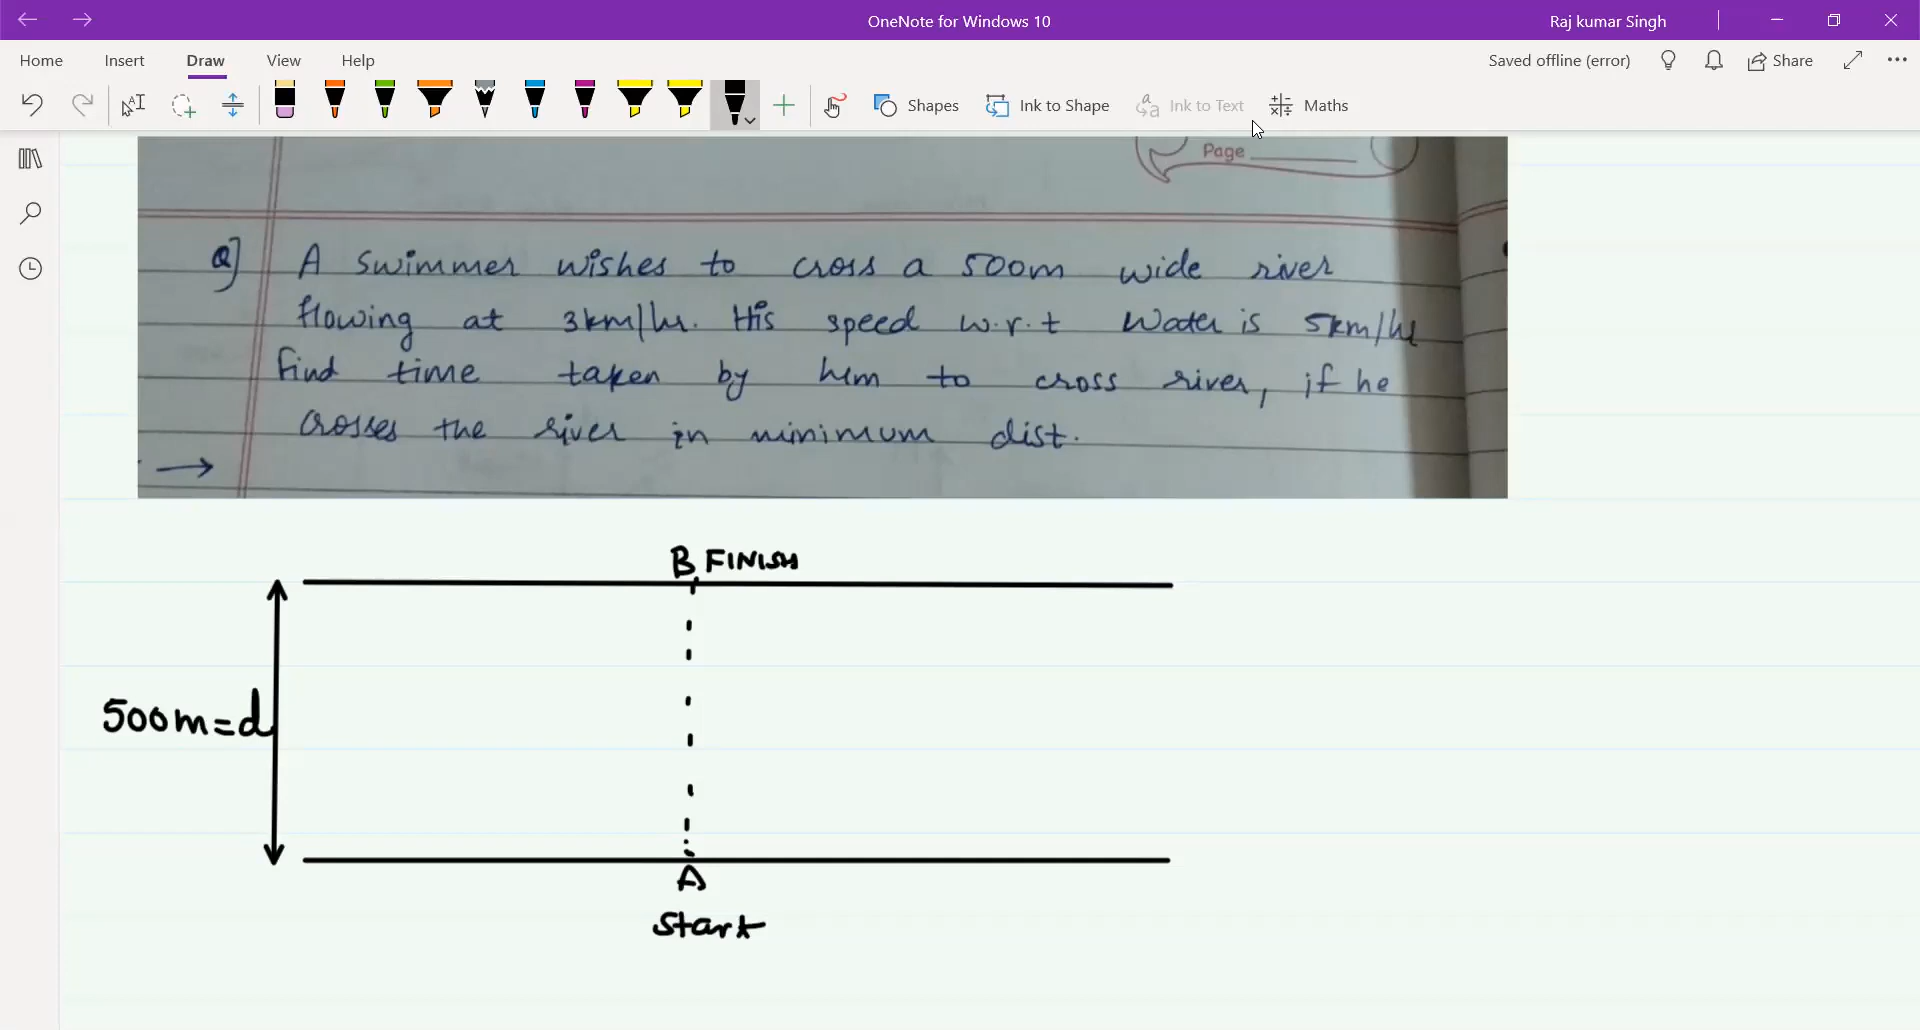 OneNote for Windows 10
Raj kumar Singh
Home Insert Draw View Help
Saved offline (error)
Share
Shapes
Ink to Shape
Ink to Text
Maths
Page
Q] A swimmer wishes to cross a 500m wide river
flowing at 3km/hr. His speed w.r.t Water is 5km/hr
Find time taken by him to cross river, if he
crosses the river in minimum dist.
B FINISH
500m=d
A
Start